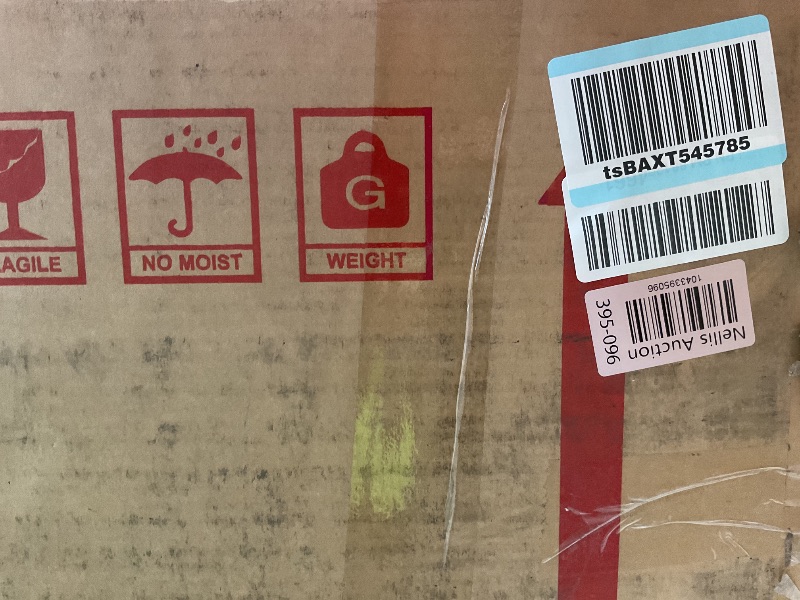 AGILE
NO MOIST
G
WEIGHT
tsBAXT545785
1043395096
395-096
Nellis Auction